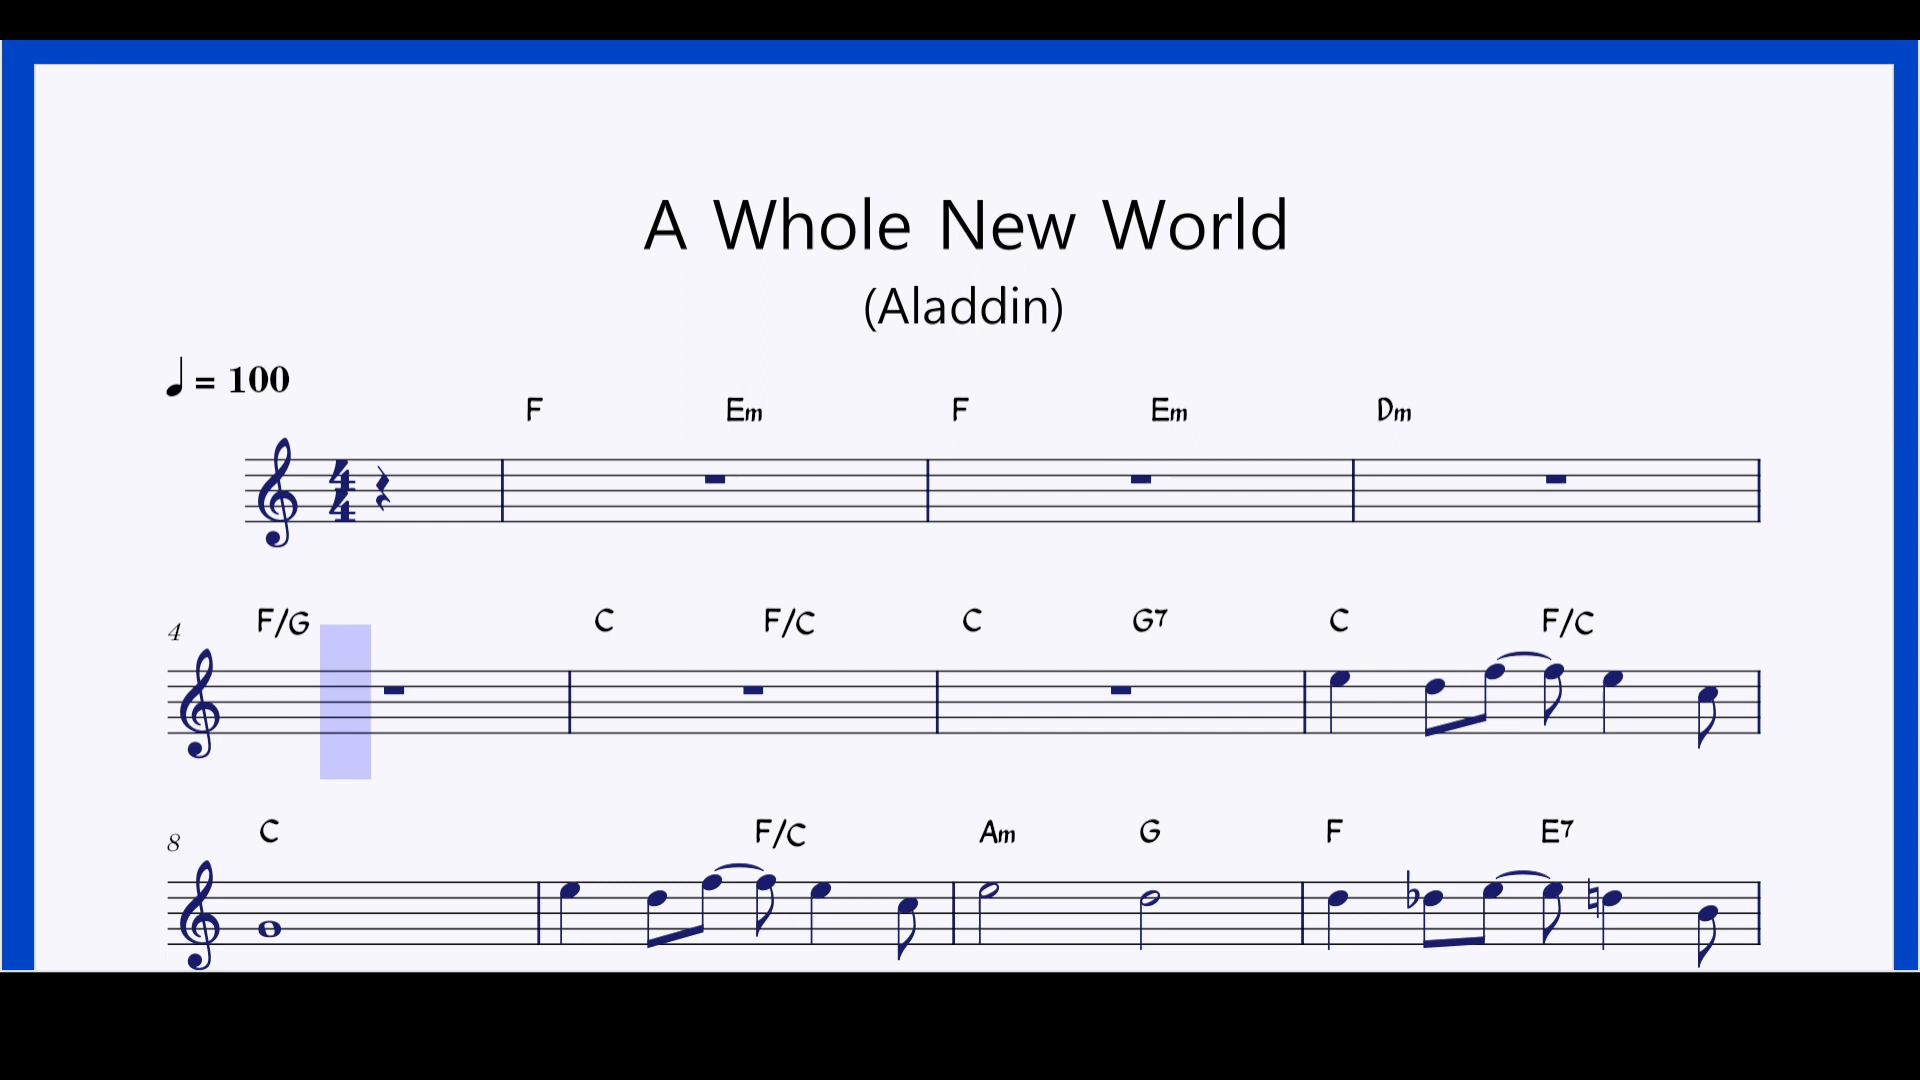 A Whole New World
(Aladdin)
♩ = 100
F Em F Em Dm
4 F/G C F/C C G7 C F/C
8 C F/C Am G F E7